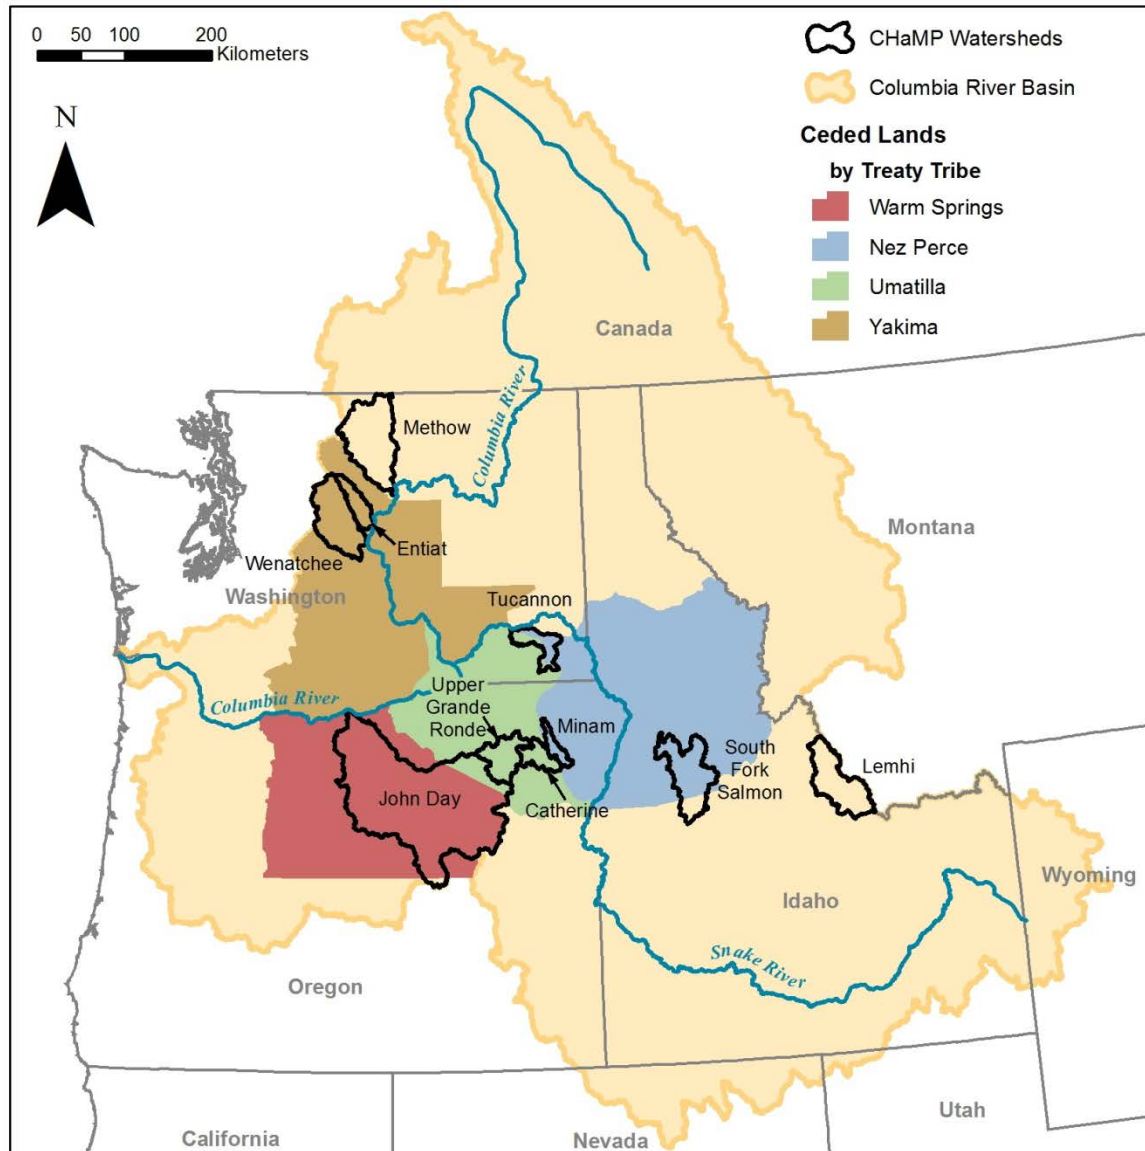 0 50 100 200
Kilometers
N
CHaMP Watersheds
Columbia River Basin
Ceded Lands
by Treaty Tribe
Warm Springs
Nez Perce
Umatilla
Yakima
Canada
Columbia River
Methow
Montana
Entiat
Wenatchee
Washington
Tucannon
Columbia River
Upper
Grande
Ronde
Minam
South
Fork
Salmon
Lemhi
John Day
Catherine
Wyoming
Idaho
Snake River
Oregon
Utah
California
Nevada